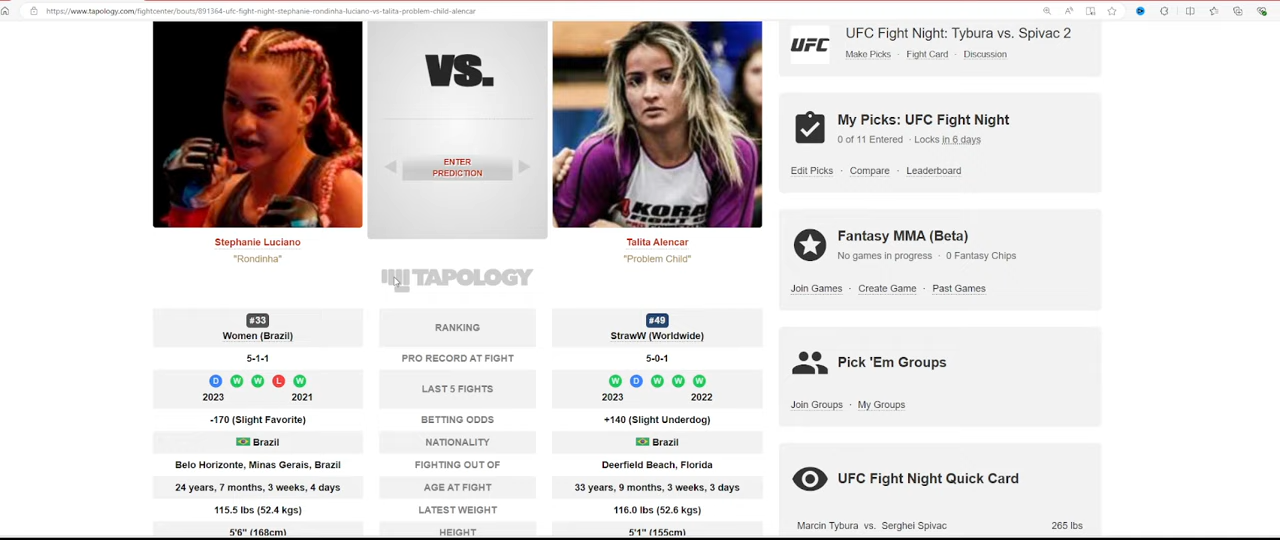 https://www.tapology.com/fightcenter/bouts/891364-ufc-fight-night-stephanie-rondinha-luciano-vs-talita-problem-child-alencar
VS.
ENTER
PREDICTION
KORA
Stephanie Luciano
"Rondinha"
Talita Alencar
"Problem Child"
TAPOLOGY
#33
Women (Brazil)
RANKING
#49
StrawW (Worldwide)
5-1-1
PRO RECORD AT FIGHT
5-0-1
D W W L W
2023 2021
LAST 5 FIGHTS
W D W W W
2023 2022
-170 (Slight Favorite)
BETTING ODDS
+140 (Slight Underdog)
Brazil
NATIONALITY
Brazil
Belo Horizonte, Minas Gerais, Brazil
FIGHTING OUT OF
Deerfield Beach, Florida
24 years, 7 months, 3 weeks, 4 days
AGE AT FIGHT
33 years, 9 months, 3 weeks, 3 days
115.5 lbs (52.4 kgs)
LATEST WEIGHT
116.0 lbs (52.6 kgs)
5'6" (168cm)
HEIGHT
5'1" (155cm)
UFC
UFC Fight Night: Tybura vs. Spivac 2
Make Picks · Fight Card · Discussion
My Picks: UFC Fight Night
0 of 11 Entered · Locks in 6 days
Edit Picks · Compare · Leaderboard
Fantasy MMA (Beta)
No games in progress · 0 Fantasy Chips
Join Games · Create Game · Past Games
Pick 'Em Groups
Join Groups · My Groups
UFC Fight Night Quick Card
Marcin Tybura vs. Serghei Spivac 265 lbs